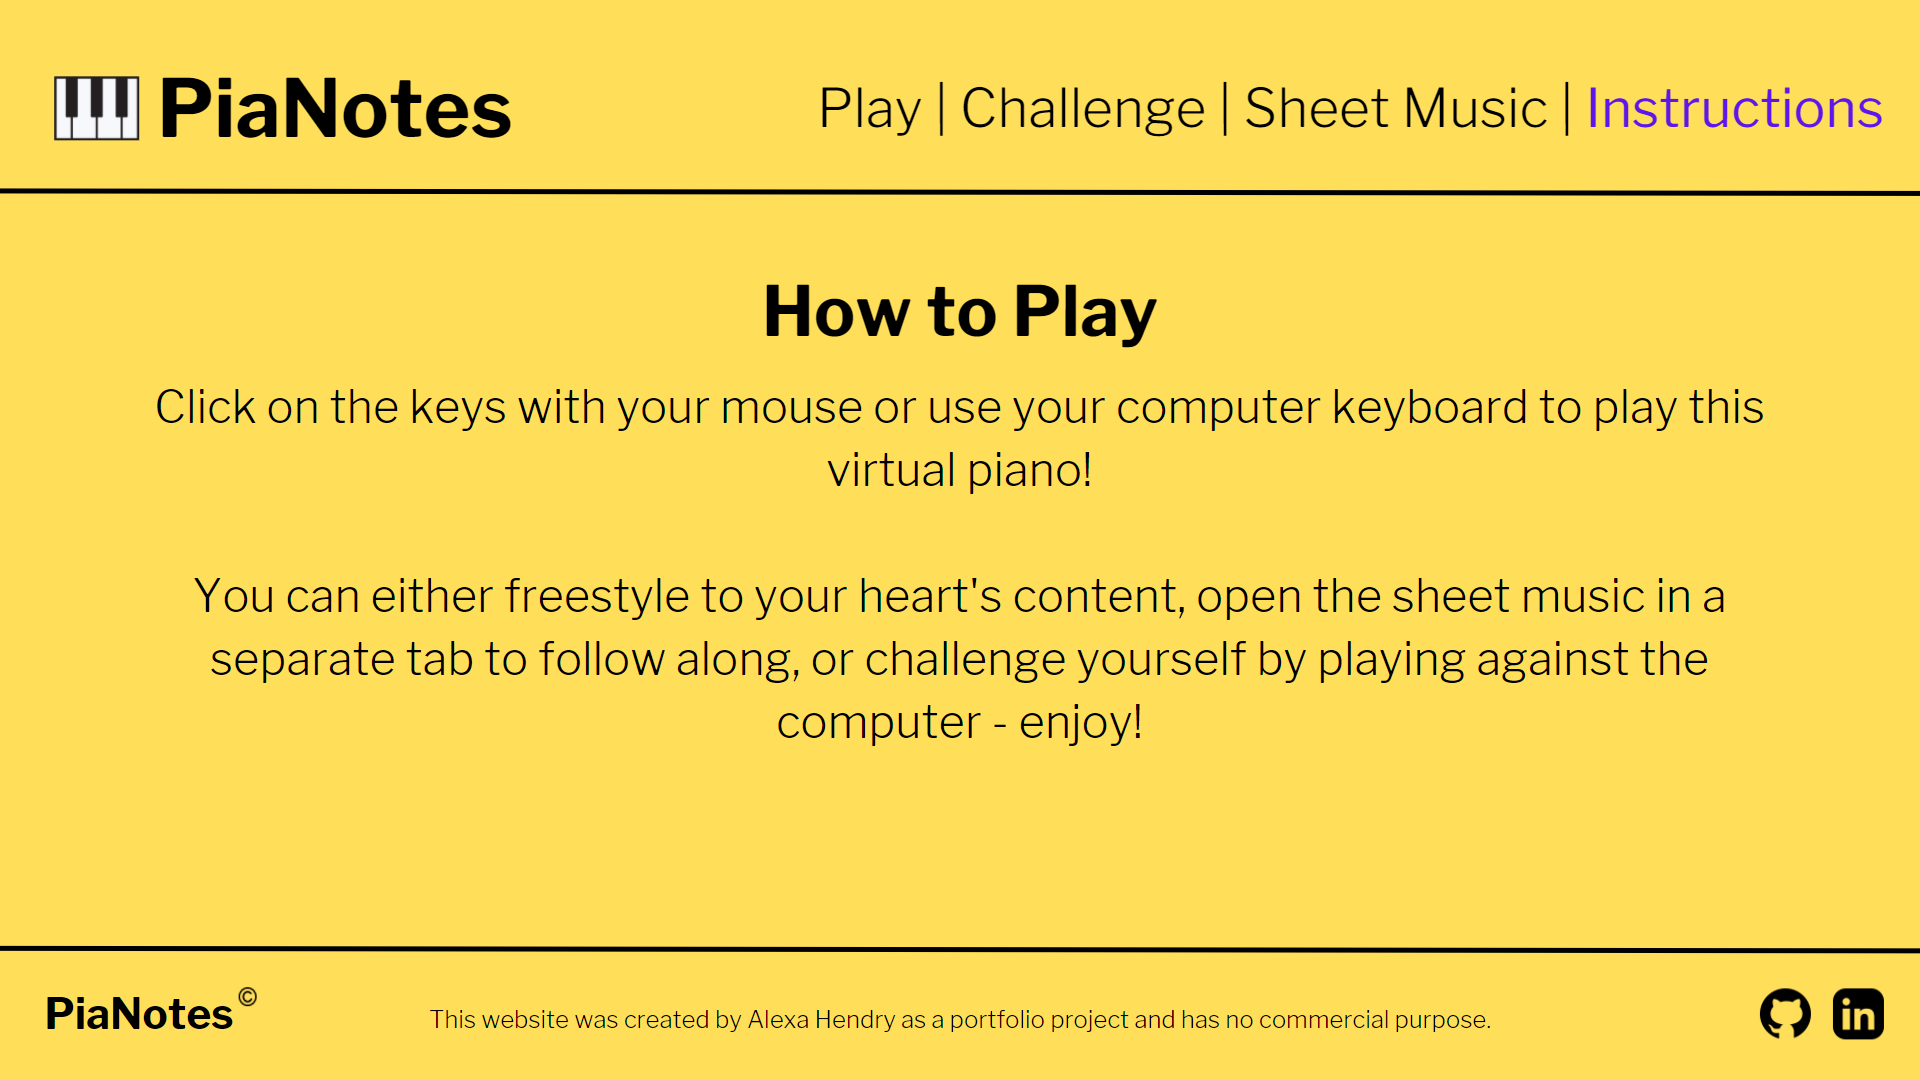 PiaNotes
Play | Challenge | Sheet Music | Instructions
How to Play
Click on the keys with your mouse or use your computer keyboard to play this
virtual piano!
You can either freestyle to your heart's content, open the sheet music in a
separate tab to follow along, or challenge yourself by playing against the
computer - enjoy!
PiaNotes ©
This website was created by Alexa Hendry as a portfolio project and has no commercial purpose.
in